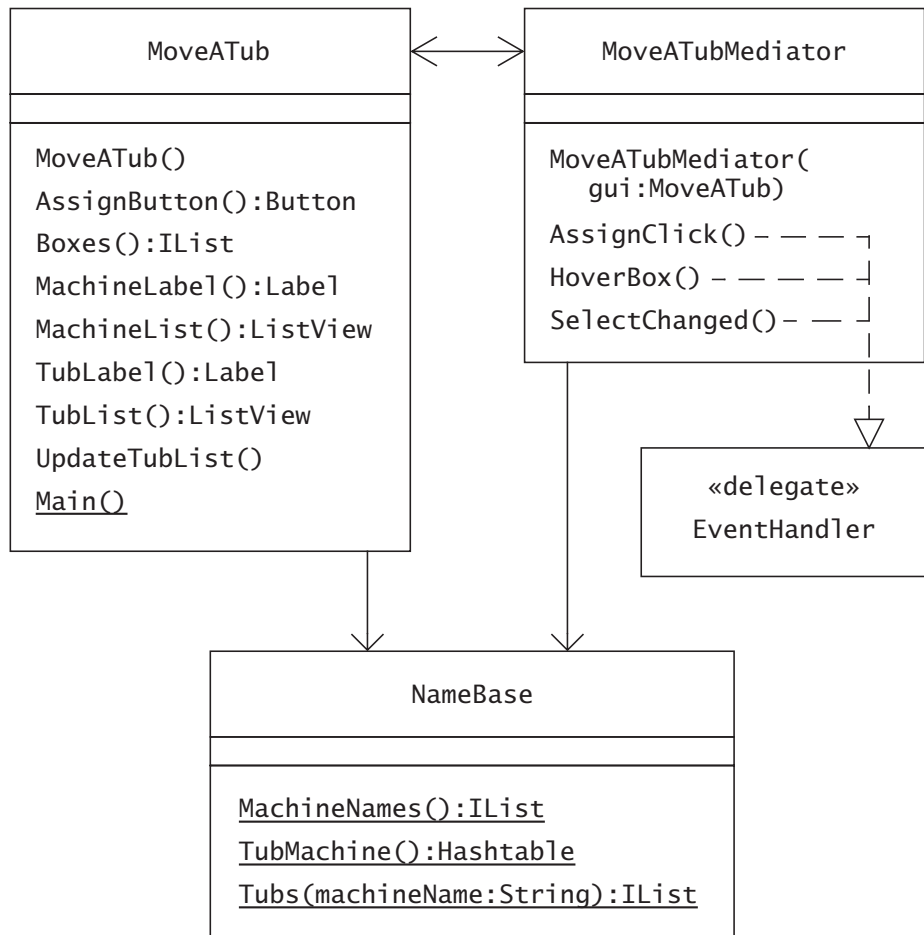 MoveATub
MoveATub()
AssignButton():Button
Boxes():IList
MachineLabel():Label
MachineList():ListView
TubLabel():Label
TubList():ListView
UpdateTubList()
Main()
MoveATubMediator
MoveATubMediator(
gui:MoveATub)
AssignClick()
HoverBox()
SelectChanged()
«delegate»
EventHandler
NameBase
MachineNames():IList
TubMachine():Hashtable
Tubs(machineName:String):IList